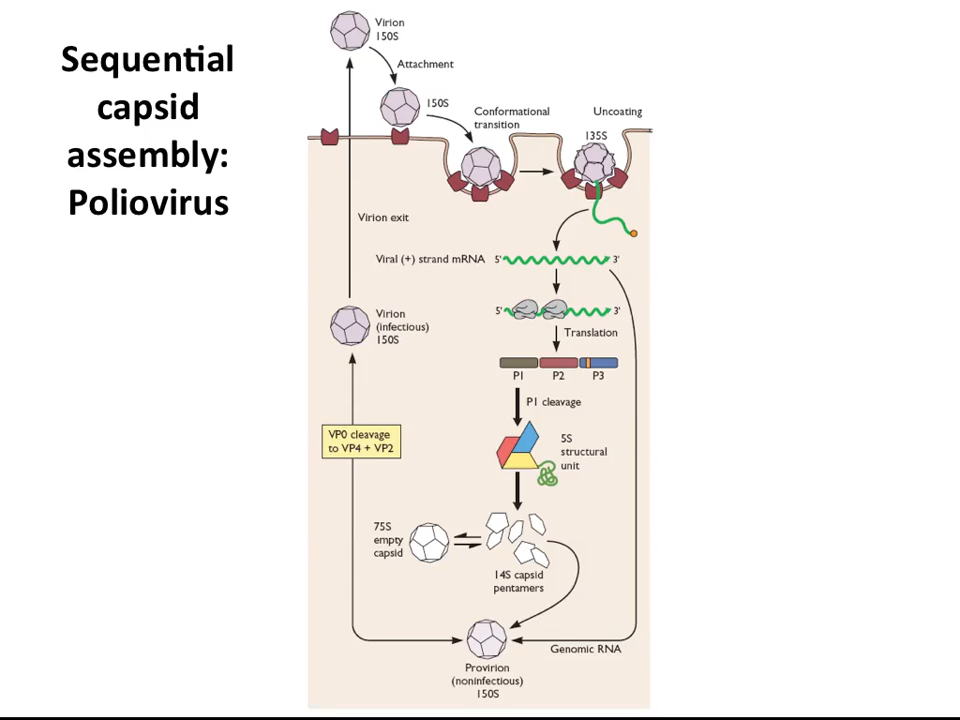 Sequential
capsid
assembly:
Poliovirus
Virion
150S
Attachment
150S
Conformational
transition
Uncoating
135S
Virion exit
Viral (+) strand mRNA 5' 3'
5' 3'
Translation
P1 P2 P3
P1 cleavage
5S
structural
unit
Virion
(infectious)
150S
VP0 cleavage
to VP4 + VP2
75S
empty
capsid
14S capsid
pentamers
Genomic RNA
Provirion
(noninfectious)
150S